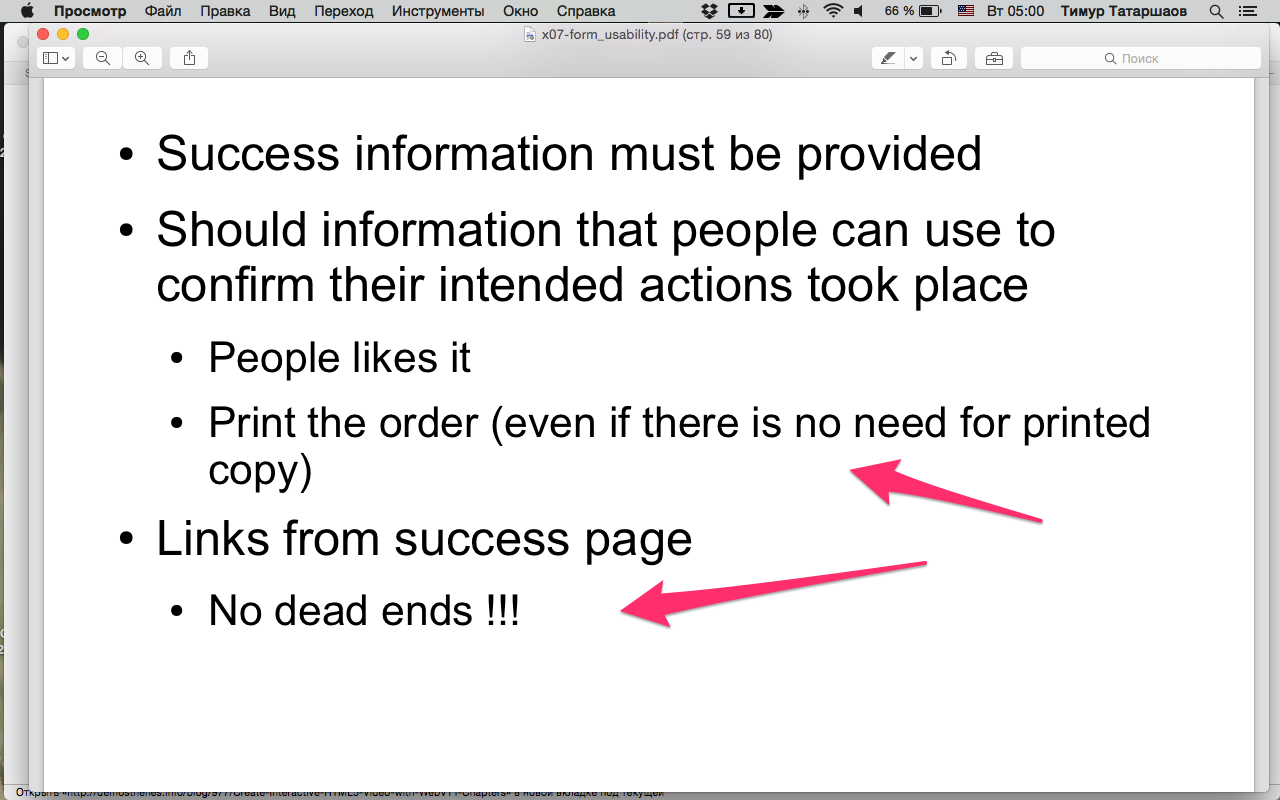 Просмотр Файл Правка Вид Переход Инструменты Окно Справка 66 % Вт 05:00 Тимур Татаршаов
x07-form_usability.pdf (стр. 59 из 80)
Поиск
• Success information must be provided
• Should information that people can use to
confirm their intended actions took place
• People likes it
• Print the order (even if there is no need for printed
copy)
• Links from success page
• No dead ends !!!
Открыть «http://demosthenes.info/blog/977/Create-Interactive-HTML5-Video-with-WebVTT-Chapters» в новой вкладке под текущей